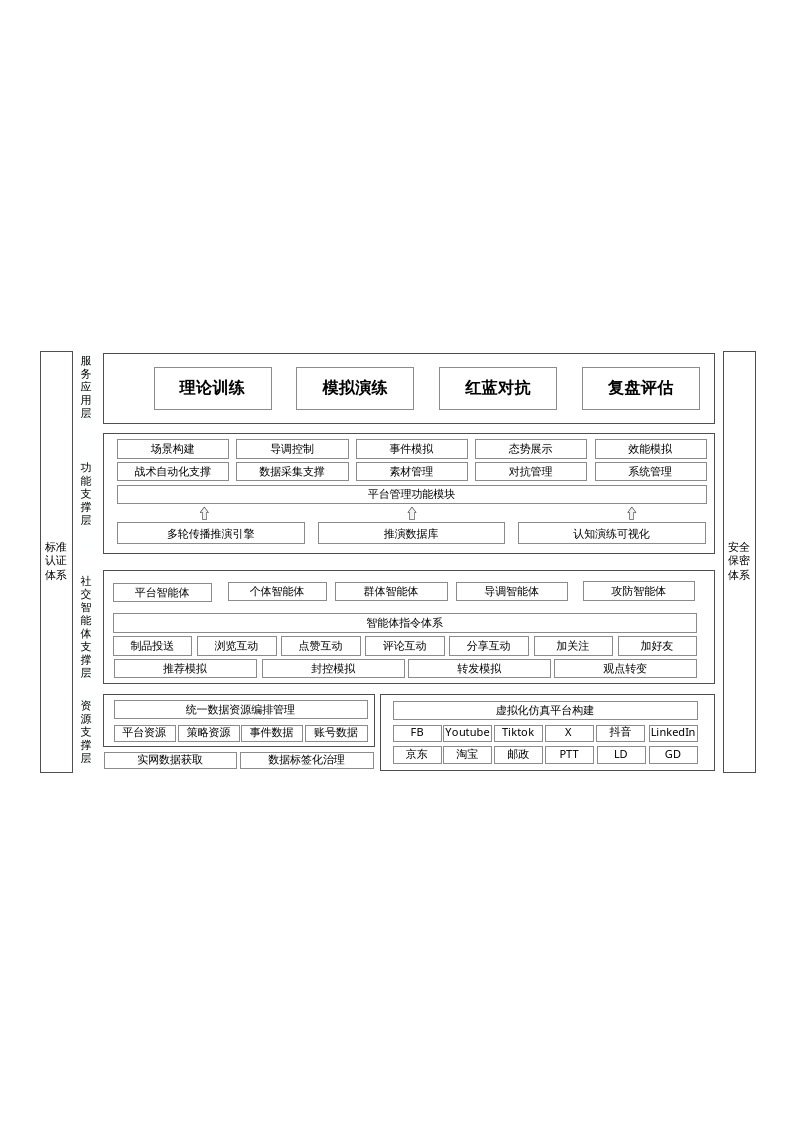 标准
认证
体系
服务应用层
理论训练
模拟演练
红蓝对抗
复盘评估
功能支撑层
场景构建
导调控制
事件模拟
态势展示
效能模拟
战术自动化支撑
数据采集支撑
素材管理
对抗管理
系统管理
平台管理功能模块
多轮传播推演引擎
推演数据库
认知演练可视化
社交智能体支撑层
平台智能体
个体智能体
群体智能体
导调智能体
攻防智能体
智能体指令体系
制品投送
浏览互动
点赞互动
评论互动
分享互动
加关注
加好友
推荐模拟
封控模拟
转发模拟
观点转变
资源支撑层
统一数据资源编排管理
平台资源
策略资源
事件数据
账号数据
实网数据获取
数据标签化治理
虚拟化仿真平台构建
FB
Youtube
Tiktok
X
抖音
LinkedIn
京东
淘宝
邮政
PTT
LD
GD
安全
保密
体系